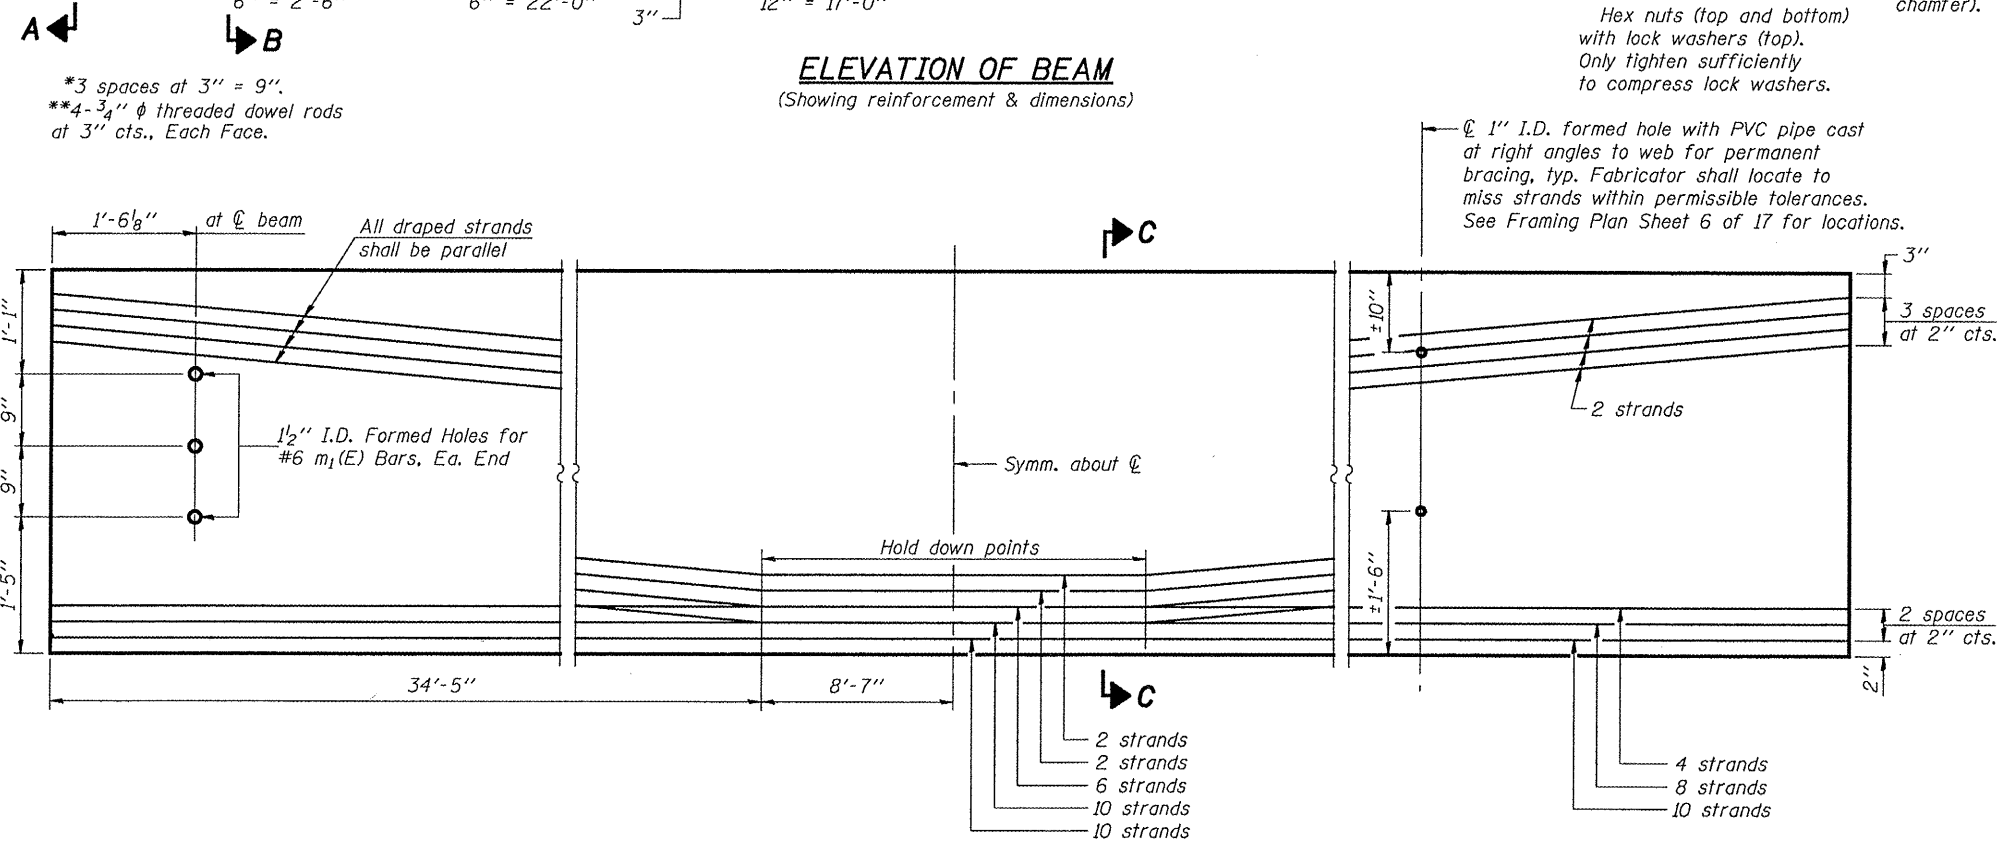 3"
A
B
*3 spaces at 3" = 9".
**4-3/4" ϕ threaded dowel rods
at 3" cts., Each Face.
ELEVATION OF BEAM
(Showing reinforcement & dimensions)
Hex nuts (top and bottom)
with lock washers (top).
Only tighten sufficiently
to compress lock washers.
chamfer).
℄ 1" I.D. formed hole with PVC pipe cast
at right angles to web for permanent
bracing, typ. Fabricator shall locate to
miss strands within permissible tolerances.
See Framing Plan Sheet 6 of 17 for locations.
1'-6 1/8"
at ℄ beam
All draped strands
shall be parallel
C
3"
1'-1"
±10"
3 spaces
at 2" cts.
9"
2 strands
1 1/2" I.D. Formed Holes for
#6 m1(E) Bars, Ea. End
Symm. about ℄
9"
Hold down points
1'-5"
±1'-6"
2 spaces
at 2" cts.
34'-5"
8'-7"
C
2"
2 strands
2 strands
6 strands
10 strands
10 strands
4 strands
8 strands
10 strands